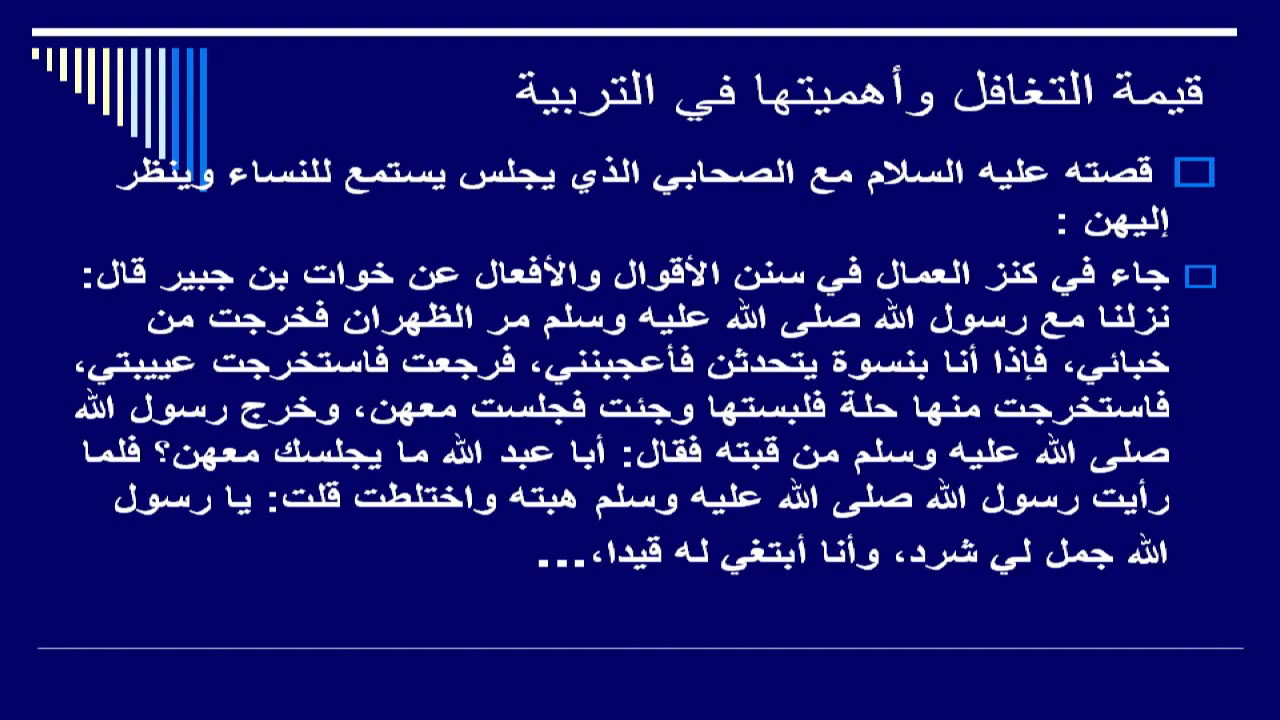 قيمة التغافل وأهميتها في التربية
قصته عليه السلام مع الصحابي الذي يجلس يستمع للنساء وينظر
إليهن :
جاء في كنز العمال في سنن الأقوال والأفعال عن خوات بن جبير قال:
نزلنا مع رسول الله صلى الله عليه وسلم مر الظهران فخرجت من
خبائي، فإذا أنا بنسوة يتحدثن فأعجبنني، فرجعت فاستخرجت عييبتي،
فاستخرجت منها حلة فلبستها وجئت فجلست معهن، وخرج رسول الله
صلى الله عليه وسلم من قبته فقال: أبا عبد الله ما يجلسك معهن؟ فلما
رأيت رسول الله صلى الله عليه وسلم هبته واختلطت قلت: يا رسول
الله جمل لي شرد، وأنا أبتغي له قيدا،...